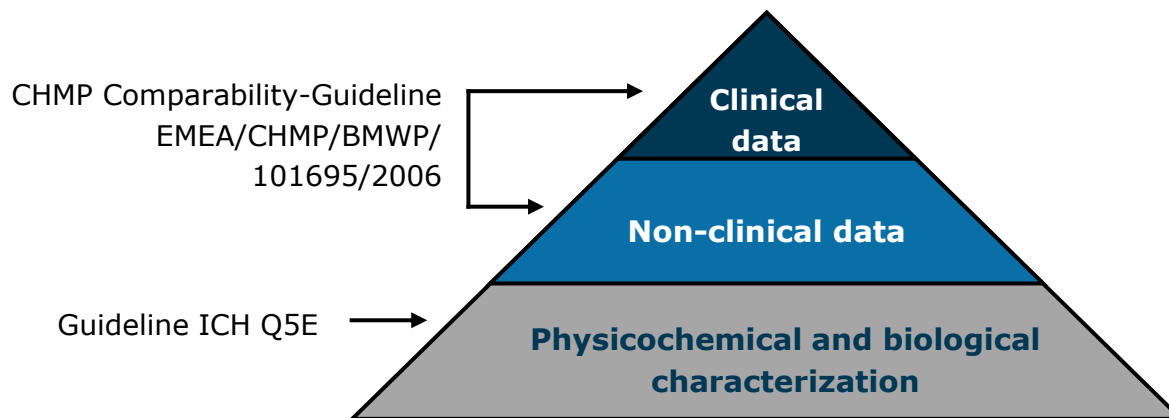 CHMP Comparability-Guideline
EMEA/CHMP/BMWP/
101695/2006
Clinical
data
Non-clinical data
Guideline ICH Q5E
Physicochemical and biological
characterization